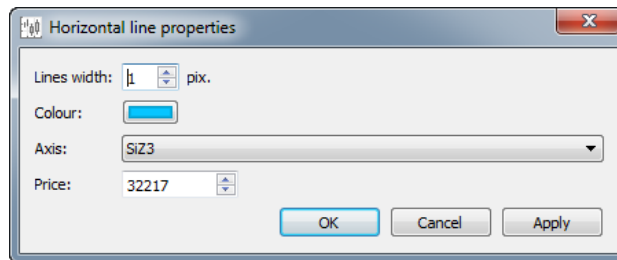 Horizontal line properties
Lines width: 1 pix.
Colour:
Axis: SiZ3
Price: 32217
OK Cancel Apply